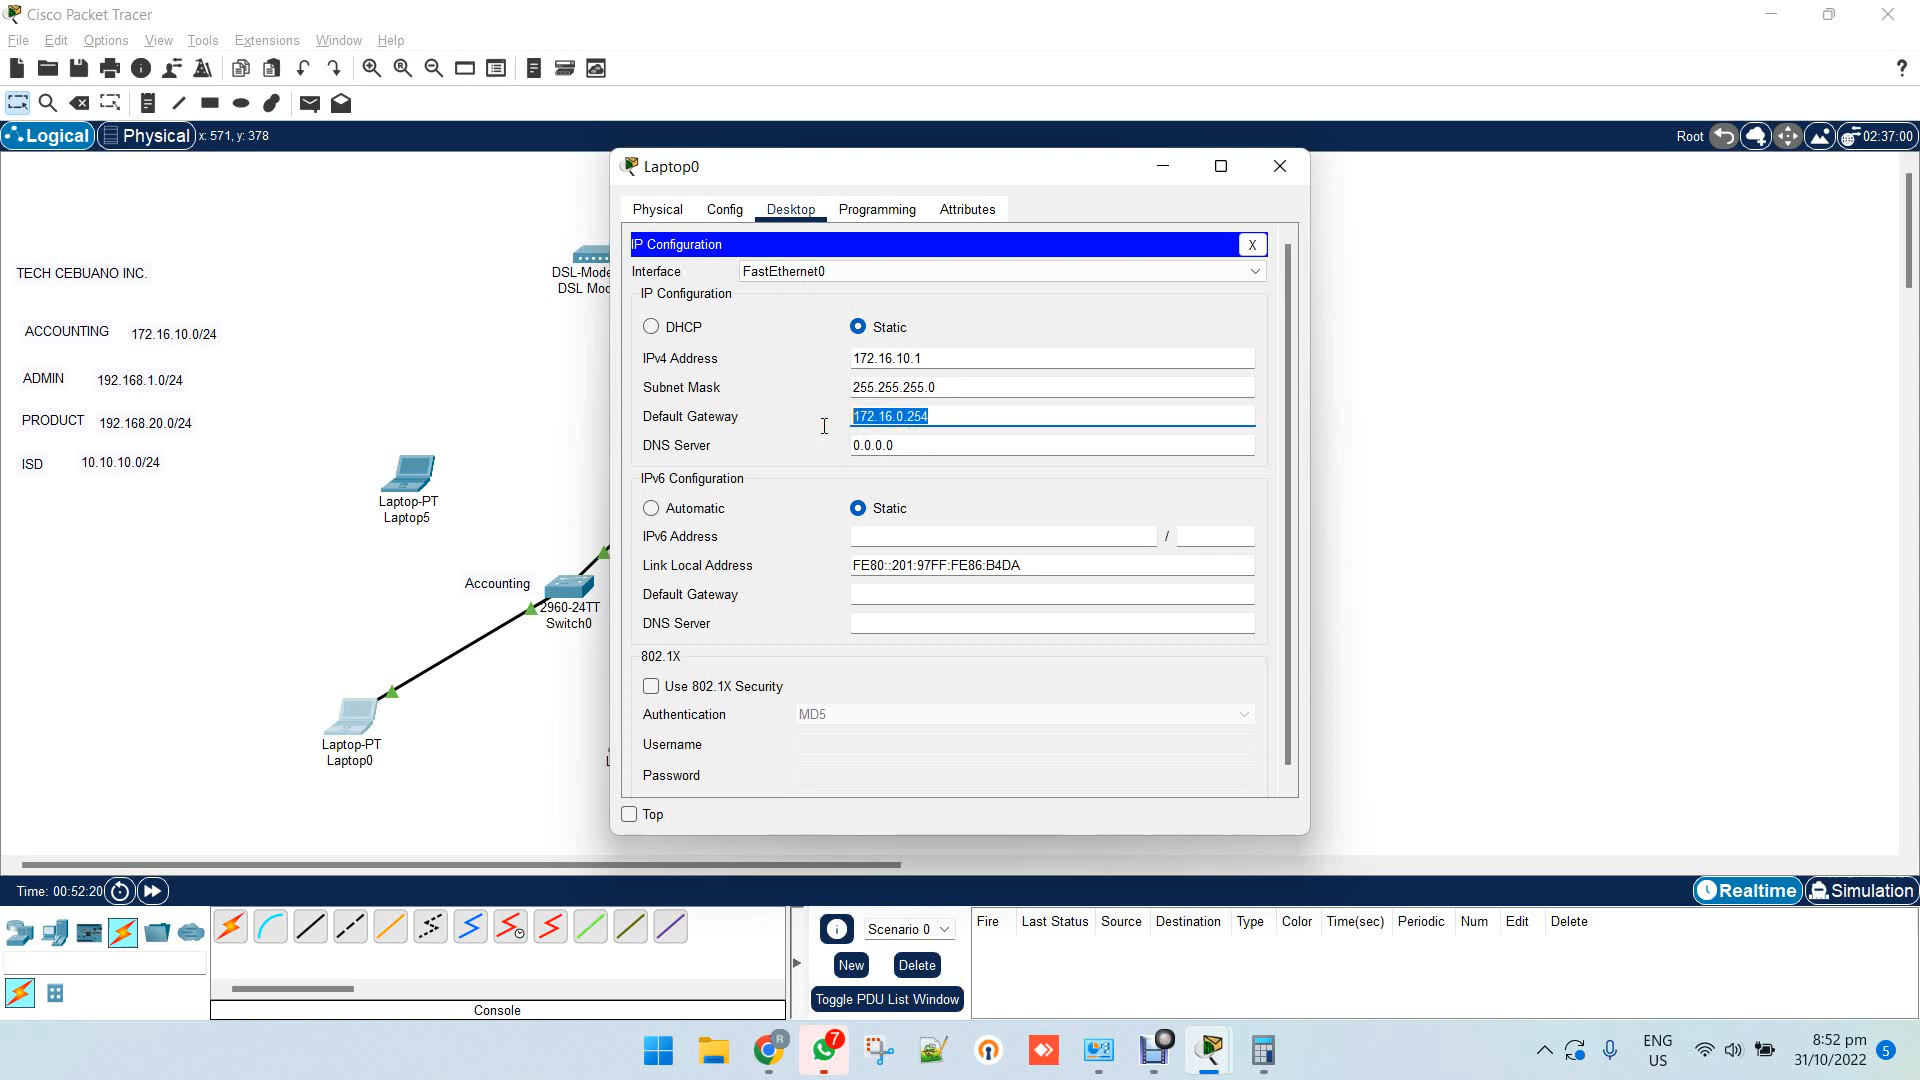 Cisco Packet Tracer
File Edit Options View Tools Extensions Window Help
?
Logical Physical x: 571, y: 378
Root 02:37:00
TECH CEBUANO INC.
ACCOUNTING 172.16.10.0/24
ADMIN 192.168.1.0/24
PRODUCT 192.168.20.0/24
ISD 10.10.10.0/24
DSL-Mode
DSL Mod
Laptop-PT
Laptop5
Accounting
2960-24TT
Switch0
Laptop-PT
Laptop0
L
Laptop0
Physical Config Desktop Programming Attributes
IP Configuration X
Interface FastEthernet0
IP Configuration
DHCP Static
IPv4 Address 172.16.10.1
Subnet Mask 255.255.255.0
Default Gateway 172.16.0.254
DNS Server 0.0.0.0
IPv6 Configuration
Automatic Static
IPv6 Address /
Link Local Address FE80::201:97FF:FE86:B4DA
Default Gateway
DNS Server
802.1X
Use 802.1X Security
Authentication MD5
Username
Password
Top
Time: 00:52:20
Realtime Simulation
Scenario 0
New Delete
Toggle PDU List Window
Fire Last Status Source Destination Type Color Time(sec) Periodic Num Edit Delete
Console
R
7
ENG
US
8:52 pm
31/10/2022
5